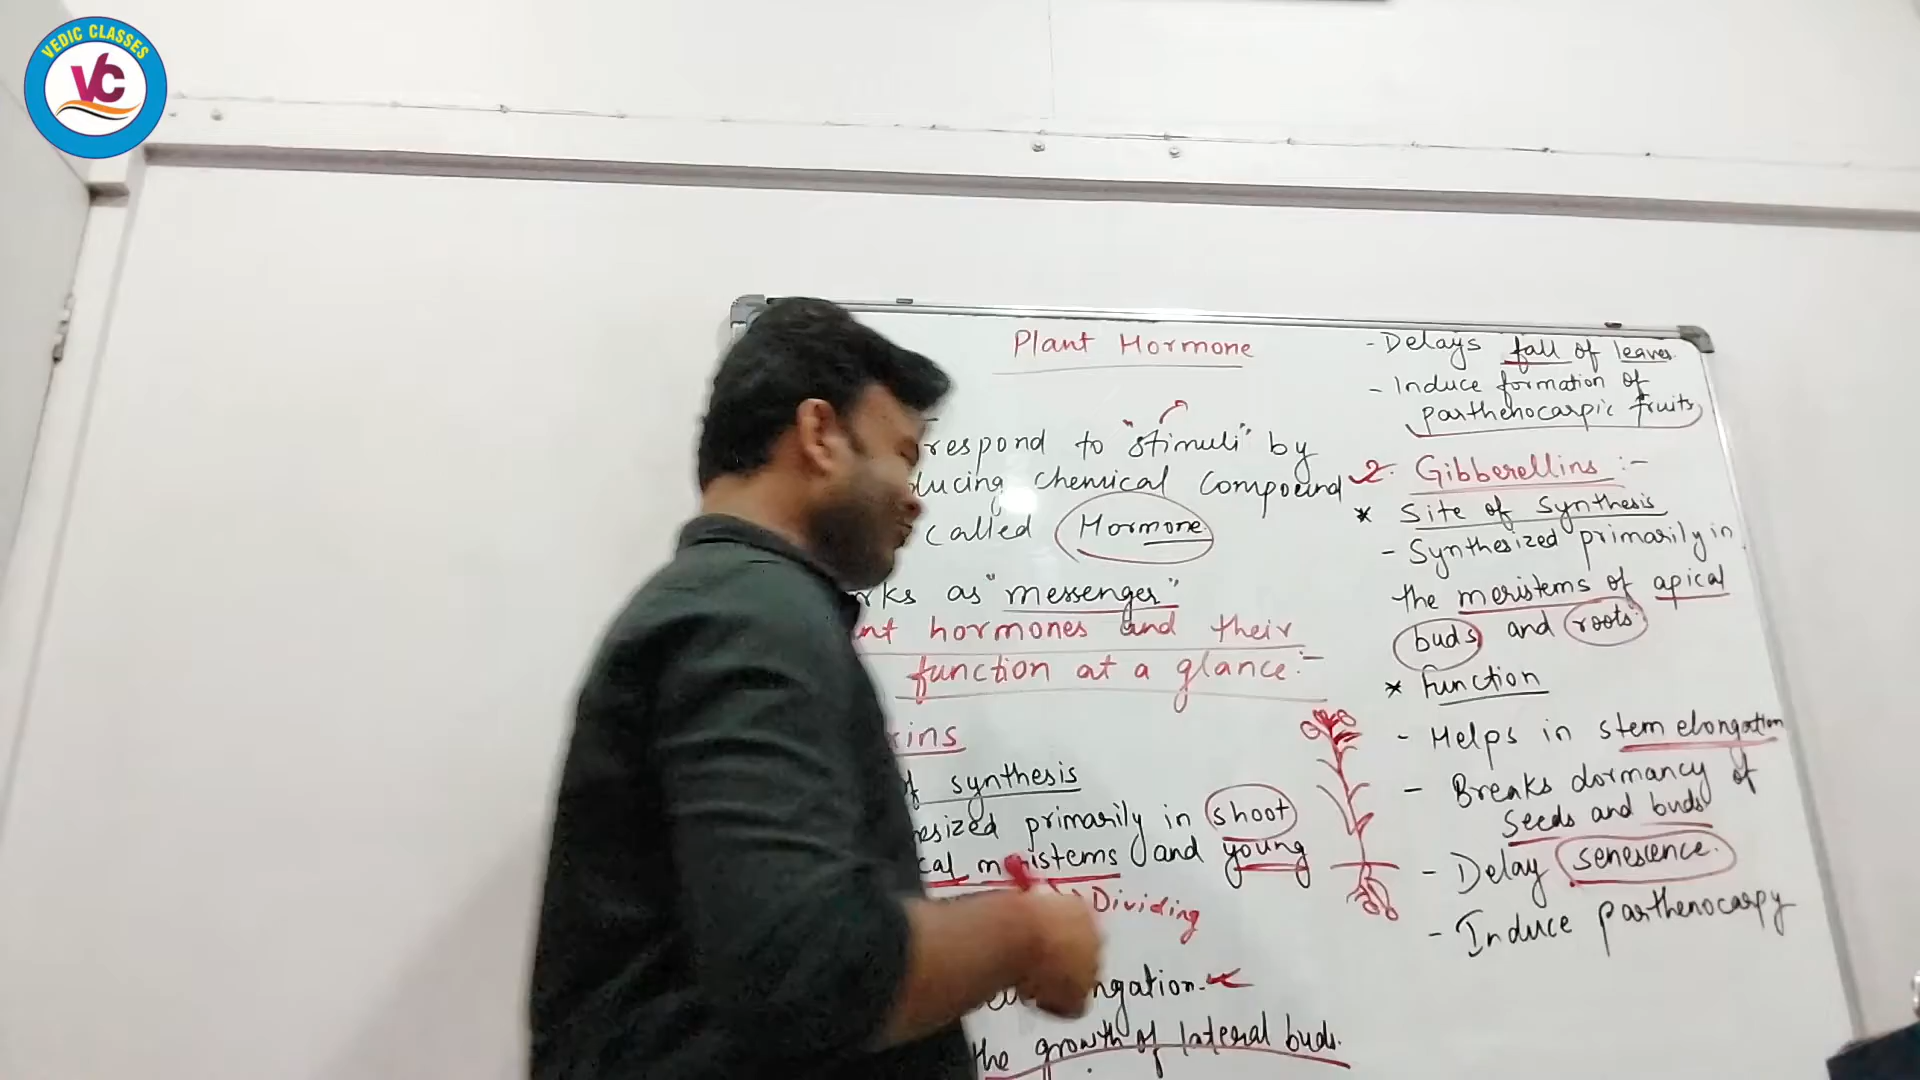 VEDIC CLASSES
VC
Plant Hormone
respond to "stimuli" by
ducing chemical compound
called Hormone
rks as "messenger"
nt hormones and their
function at a glance:-
xins
f synthesis
esized primarily in shoot
cal meristems and young
Dividing
ngation.
the growth of lateral buds.
- Delays fall of leaves.
- Induce formation of
parthenocarpic fruits
2. Gibberellins :-
* Site of Synthesis
- Synthesized primarily in
the meristems of apical
buds and roots.
* Function
- Helps in stem elongation
- Breaks dormancy of
seeds and buds
- Delay senescence.
- Induce parthenocarpy